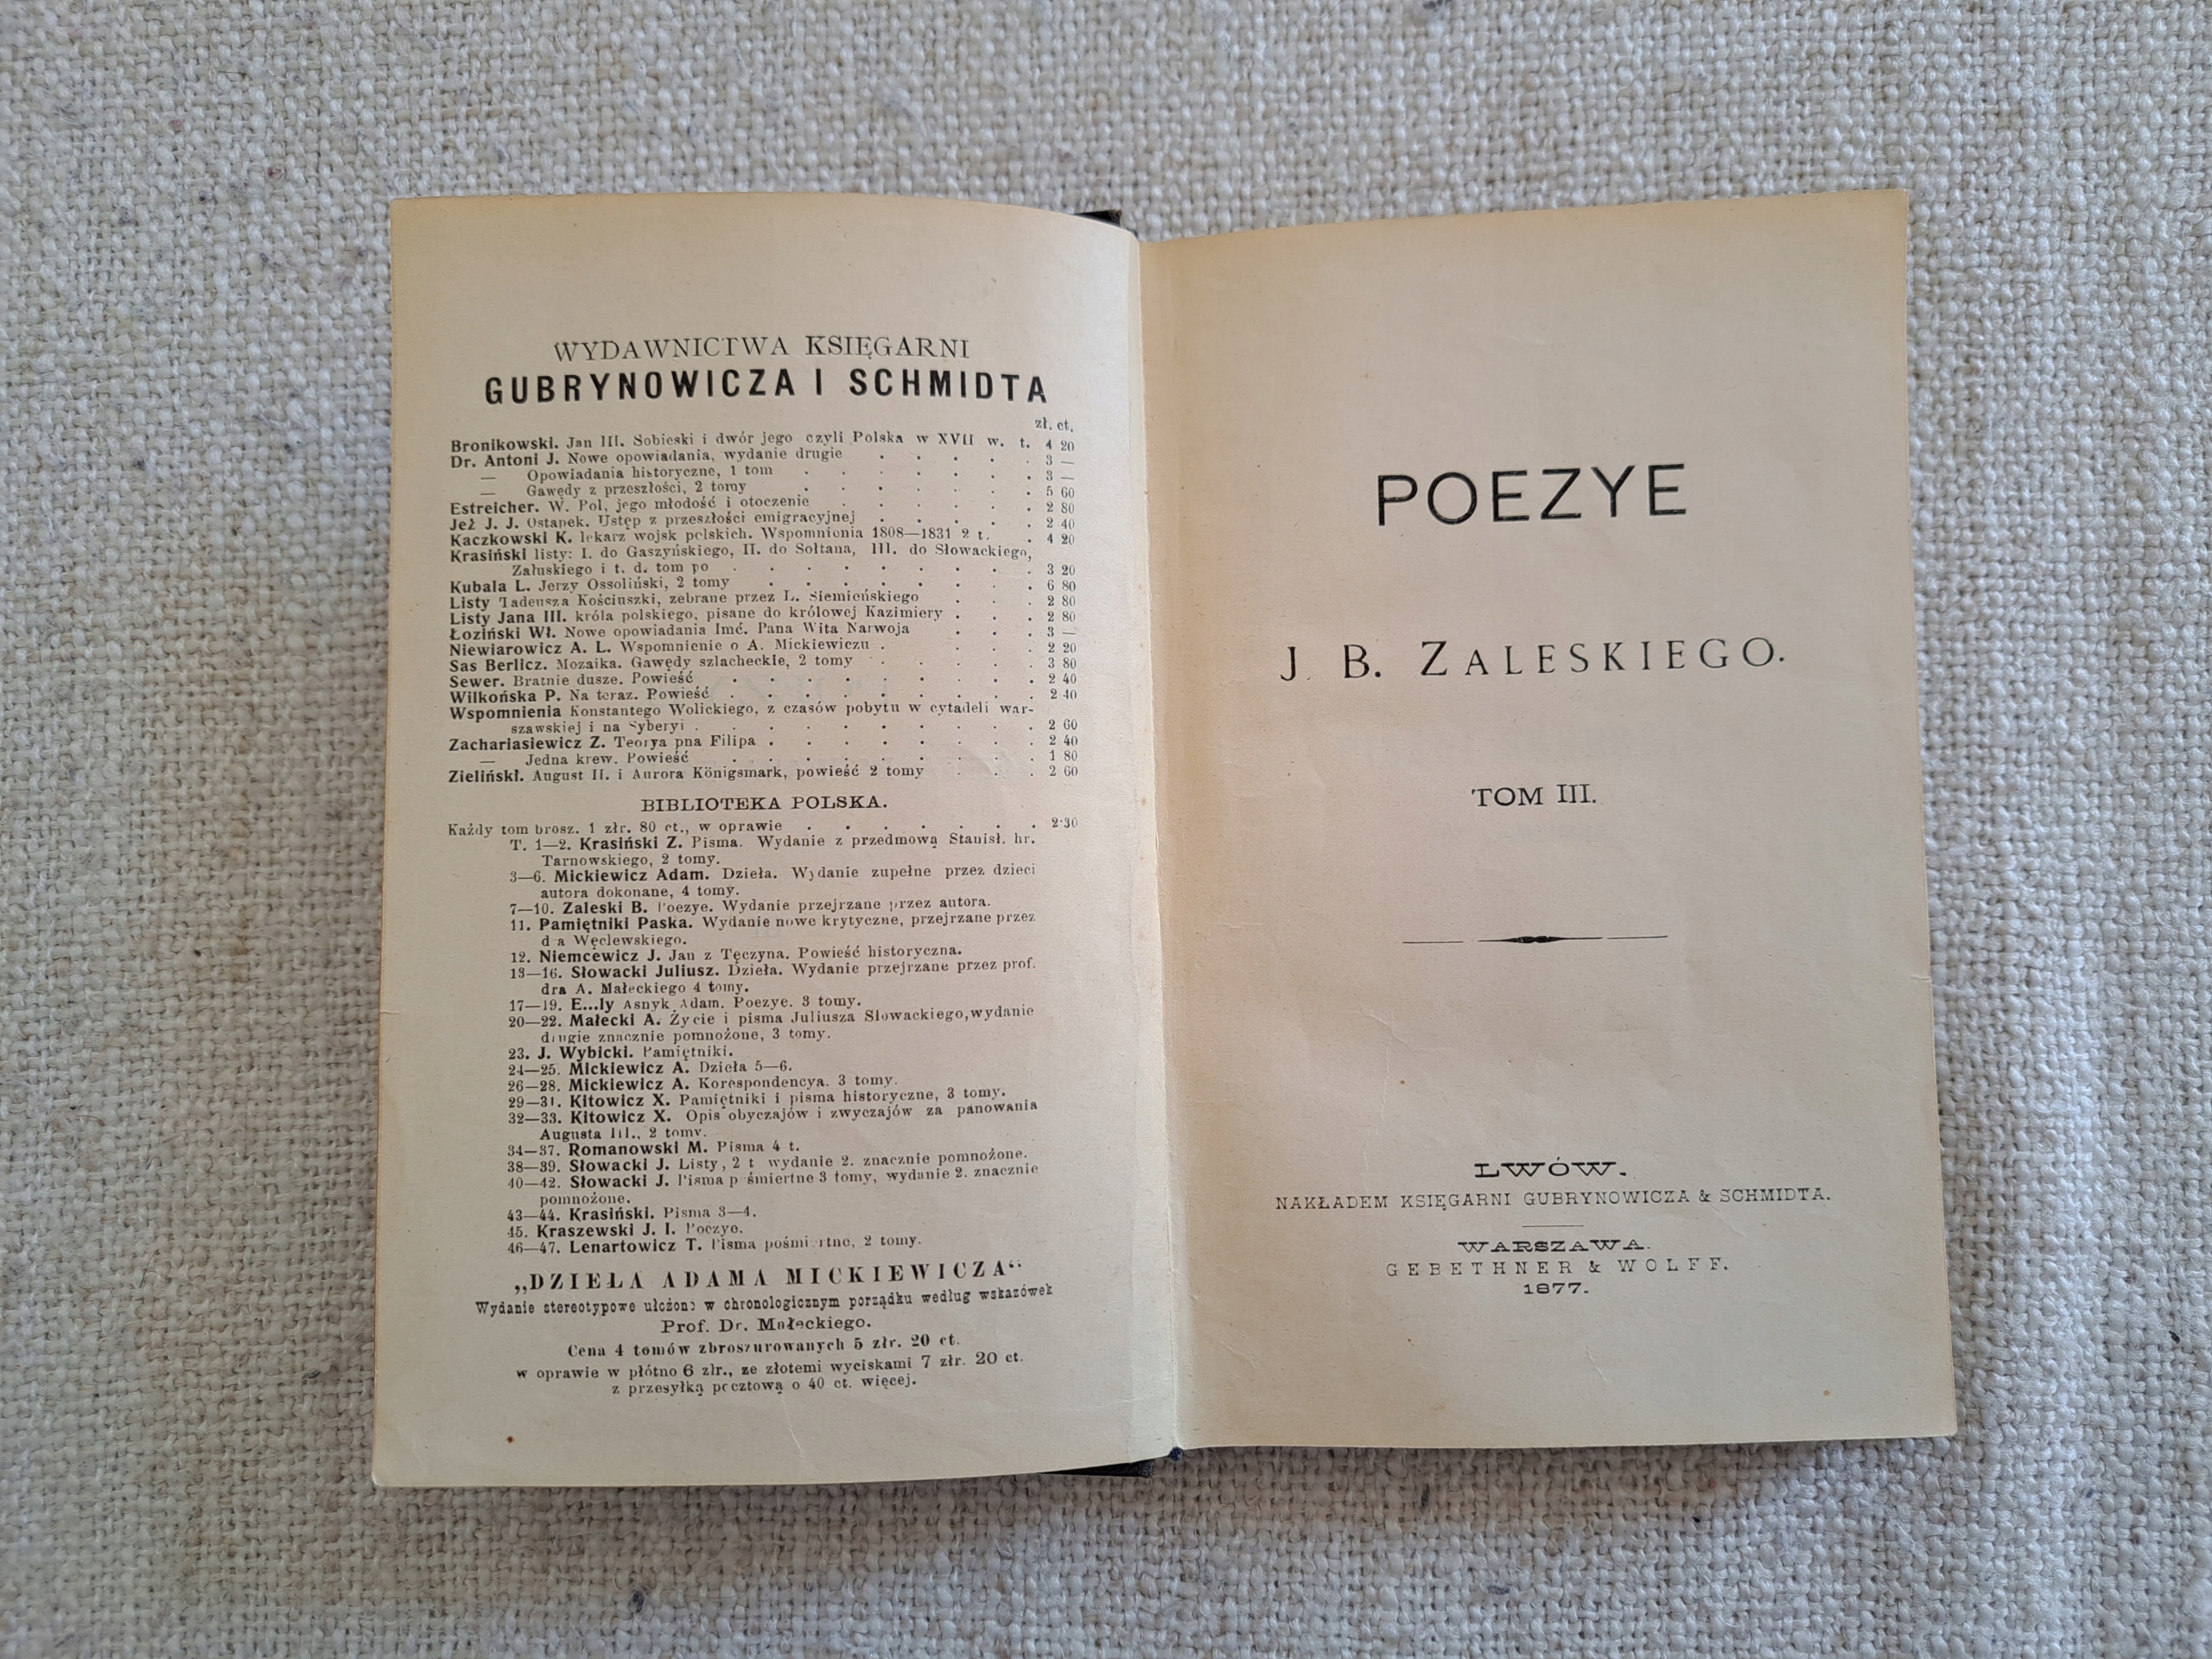 WYDAWNICTWA KSIĘGARNI
GUBRYNOWICZA I SCHMIDTA
zł. ct.
Bronikowski. Jan III. Sobieski i dwór jego czyli Polska w XVII w. t. 4 20
Dr. Antoni J. Nowe opowiadania, wydanie drugie . . . . . 3 —
— Opowiadania historyczne, 1 tom . . . . . . 3 —
— Gawędy z przeszłości, 2 tomy . . . . . . 5 60
Estreicher. W. Pol, jego młodość i otoczenie . . . . . . 2 80
Jeż J. J. Ostapek. Ustęp z przeszłości emigracyjnej . . . . . 2 40
Kaczkowski K. lekarz wojsk polskich. Wspomnienia 1808—1831 2 t. . 4 20
Krasiński listy: I. do Gaszyńskiego, II. do Sołtana, III. do Słowackiego,
Załuskiego i t. d. tom po . . . . . . . . . 3 20
Kubala L. Jerzy Ossoliński, 2 tomy . . . . . . . . 6 80
Listy Tadeusza Kościuszki, zebrane przez L. Siemieńskiego . . . 2 80
Listy Jana III. króla polskiego, pisane do królowej Kazimiery . . . 2 80
Łoziński Wł. Nowe opowiadania Imć. Pana Wita Narwoja . . . 3 —
Niewiarowicz A. L. Wspomnienie o A. Mickiewiczu . . . . 2 20
Sas Berlicz. Mozaika. Gawędy szlacheckie, 2 tomy . . . . . 3 80
Sewer. Bratnie dusze. Powieść . . . . . . . . . 2 40
Wilkońska P. Na teraz. Powieść . . . . . . . . . 2 40
Wspomnienia Konstantego Wolickiego, z czasów pobytu w cytadeli war-
szawskiej i na Syberyi . . . . . . . . . . 2 60
Zachariasiewicz Z. Teorya pna Filipa . . . . . . . . 2 40
— Jedna krew. Powieść . . . . . . . . . 1 80
Zieliński. August II. i Aurora Königsmark, powieść 2 tomy . . . 2 60
BIBLIOTEKA POLSKA.
Każdy tom brosz. 1 złr. 80 ct., w oprawie . . . . . . . 2·30
T. 1—2. Krasiński Z. Pisma. Wydanie z przedmową Stanisł. hr.
Tarnowskiego, 2 tomy.
3—6. Mickiewicz Adam. Dzieła. Wydanie zupełne przez dzieci
autora dokonane, 4 tomy.
7—10. Zaleski B. Poezye. Wydanie przejrzane przez autora.
11. Pamiętniki Paska. Wydanie nowe krytyczne, przejrzane przez
d a Węclewskiego.
12. Niemcewicz J. Jan z Tęczyna. Powieść historyczna.
13—16. Słowacki Juliusz. Dzieła. Wydanie przejrzane przez prof.
dra A. Małeckiego 4 tomy.
17—19. E...ly Asnyk Adam. Poezye. 3 tomy.
20—22. Małecki A. Życie i pisma Juliusza Słowackiego, wydanie
drugie znacznie pomnożone, 3 tomy.
23. J. Wybicki. Pamiętniki.
24—25. Mickiewicz A. Dzieła 5—6.
26—28. Mickiewicz A. Korespondencya. 3 tomy.
29—31. Kitowicz X. Pamiętniki i pisma historyczne, 3 tomy.
32—33. Kitowicz X. Opis obyczajów i zwyczajów za panowania
Augusta III., 2 tomy.
34—37. Romanowski M. Pisma 4 t.
38—39. Słowacki J. Listy, 2 t wydanie 2. znacznie pomnożone.
40—42. Słowacki J. Pisma p śmiertne 3 tomy, wydanie 2. znacznie
pomnożone.
43—44. Krasiński. Pisma 3—4.
45. Kraszewski J. I. Poezye.
46—47. Lenartowicz T. Pisma pośmiertne, 2 tomy.
„DZIEŁA ADAMA MICKIEWICZA“
Wydanie stereotypowe ułożone w chronologicznym porządku według wskazówek
Prof. Dr. Małeckiego.
Cena 4 tomów zbroszurowanych 5 złr. 20 ct.
w oprawie w płótno 6 złr., ze złotemi wyciskami 7 złr. 20 ct.
z przesyłką pocztową o 40 ct. więcej.
POEZYE
J. B. ZALESKIEGO.
TOM III.
LWÓW.
NAKŁADEM KSIĘGARNI GUBRYNOWICZA & SCHMIDTA.
WARSZAWA.
GEBETHNER & WOLFF.
1877.